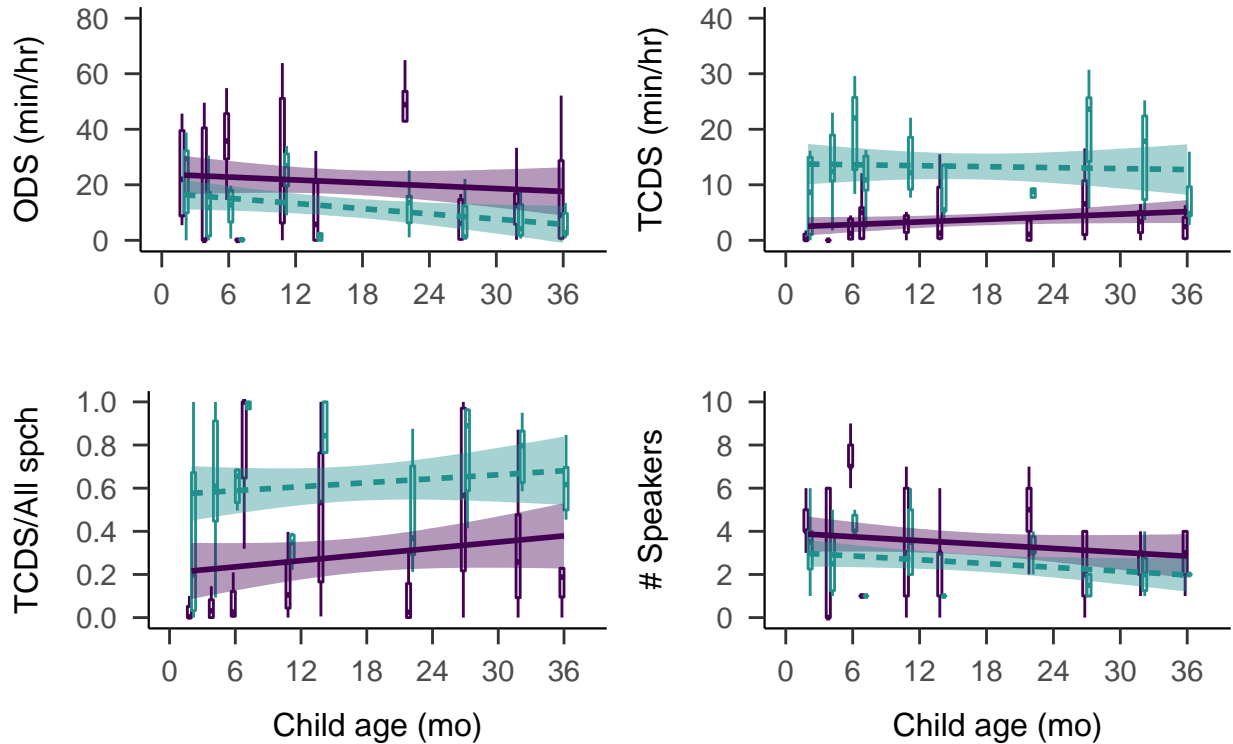 ODS (min/hr)
80
60
40
20
0
0 6 12 18 24 30 36
TCDS (min/hr)
40
30
20
10
0
0 6 12 18 24 30 36
TCDS/All spch
1.0
0.8
0.6
0.4
0.2
0.0
0 6 12 18 24 30 36
Child age (mo)
# Speakers
10
8
6
4
2
0
0 6 12 18 24 30 36
Child age (mo)